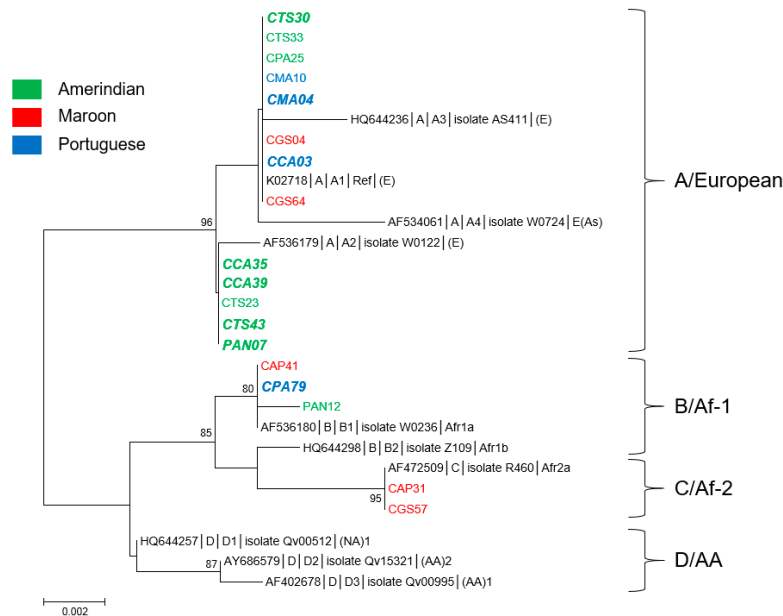 CTS30
CTS33
CPA25
CMA10
CMA04
HQ644236|A|A3|isolate AS411|(E)
CGS04
CCA03
K02718|A|A1|Ref|(E)
CGS64
AF534061|A|A4|isolate W0724|E(As)
AF536179|A|A2|isolate W0122|(E)
CCA35
CCA39
CTS23
CTS43
PAN07
CAP41
CPA79
PAN12
AF536180|B|B1|isolate W0236|Afr1a
HQ644298|B|B2|isolate Z109|Afr1b
AF472509|C|isolate R460|Afr2a
CAP31
CGS57
HQ644257|D|D1|isolate Qv00512|(NA)1
AY686579|D|D2|isolate Qv15321|(AA)2
AF402678|D|D3|isolate Qv00995|(AA)1
96
80
85
95
87
0.002
Amerindian
Maroon
Portuguese
A/European
B/Af-1
C/Af-2
D/AA